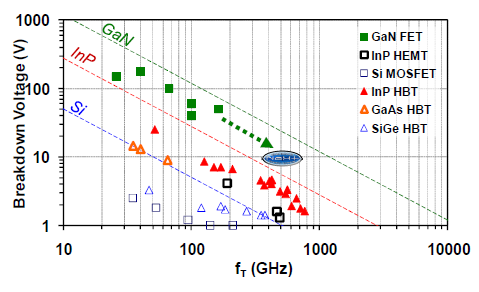 1000
100
10
1
Breakdown Voltage (V)
GaN
InP
Si
GaN FET
InP HEMT
Si MOSFET
InP HBT
GaAs HBT
SiGe HBT
10
100
1000
10000
fT (GHz)